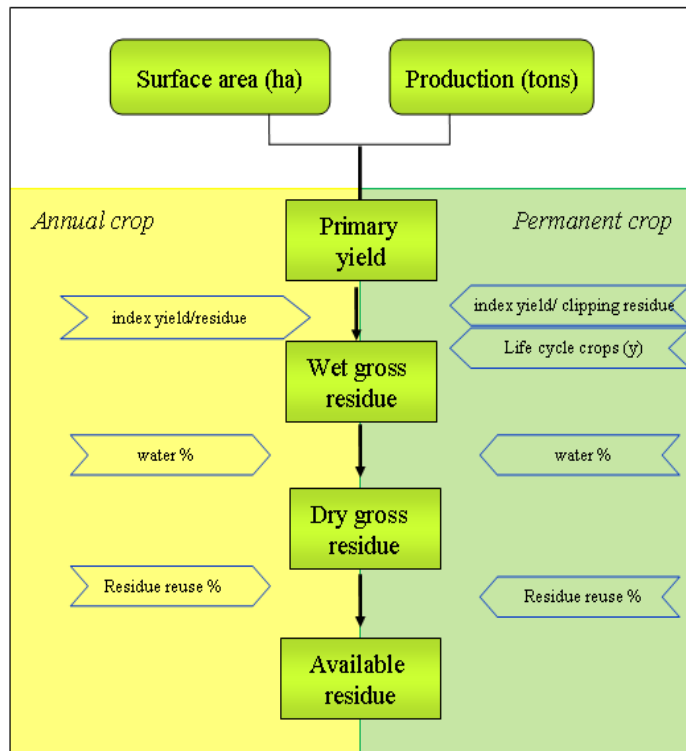 Surface area (ha)
Production (tons)
Annual crop
Primary
yield
Permanent crop
index yield/residue
index yield/ clipping residue
Life cycle crops (y)
Wet gross
residue
water %
water %
Dry gross
residue
Residue reuse %
Residue reuse %
Available
residue